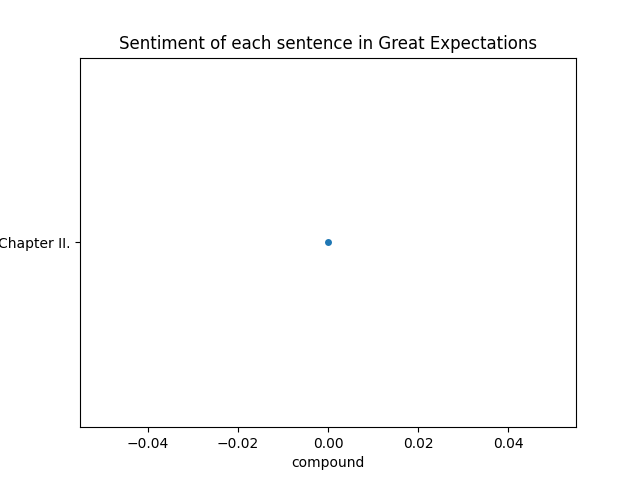 Sentiment of each sentence in Great Expectations
Chapter II.
−0.04 −0.02 0.00 0.02 0.04
compound